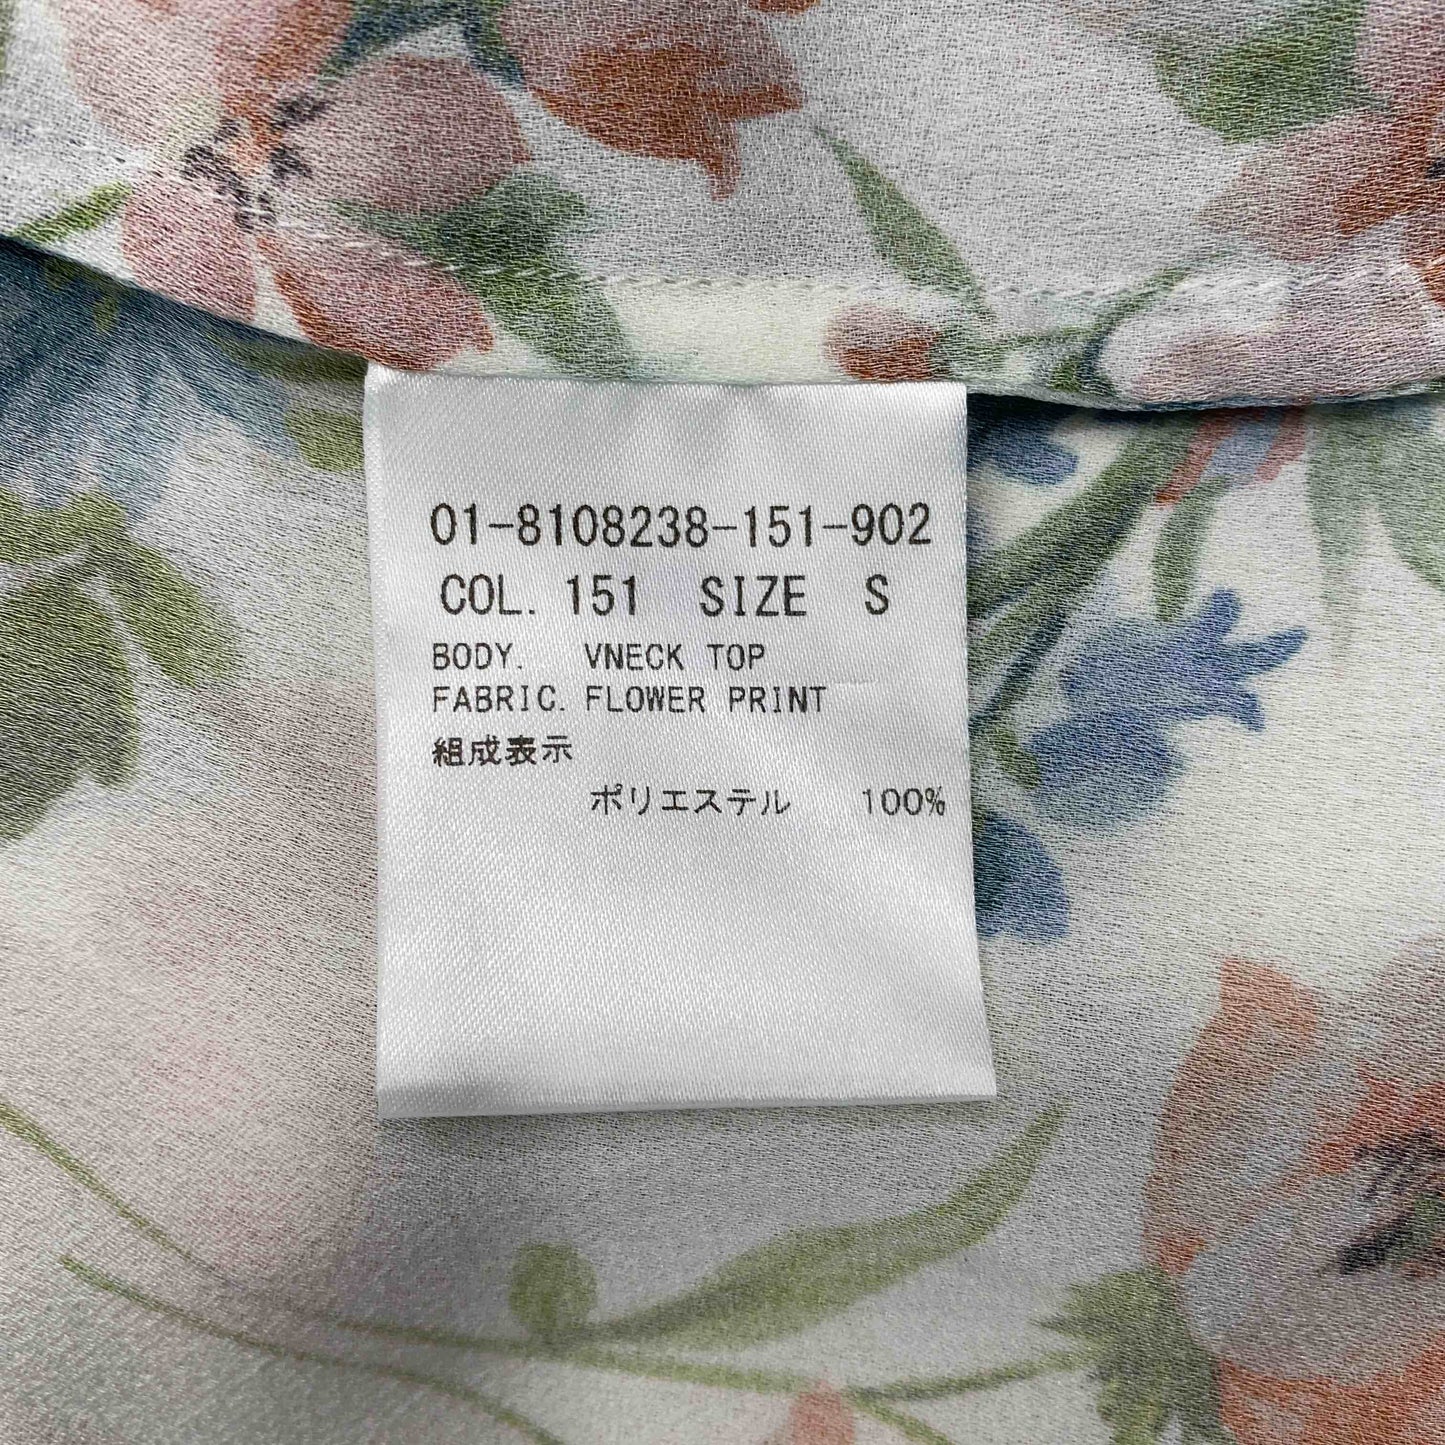 01-8108238-151-902
COL. 151 SIZE S
BODY. VNECK TOP
FABRIC. FLOWER PRINT
組成表示
ポリエステル 100%